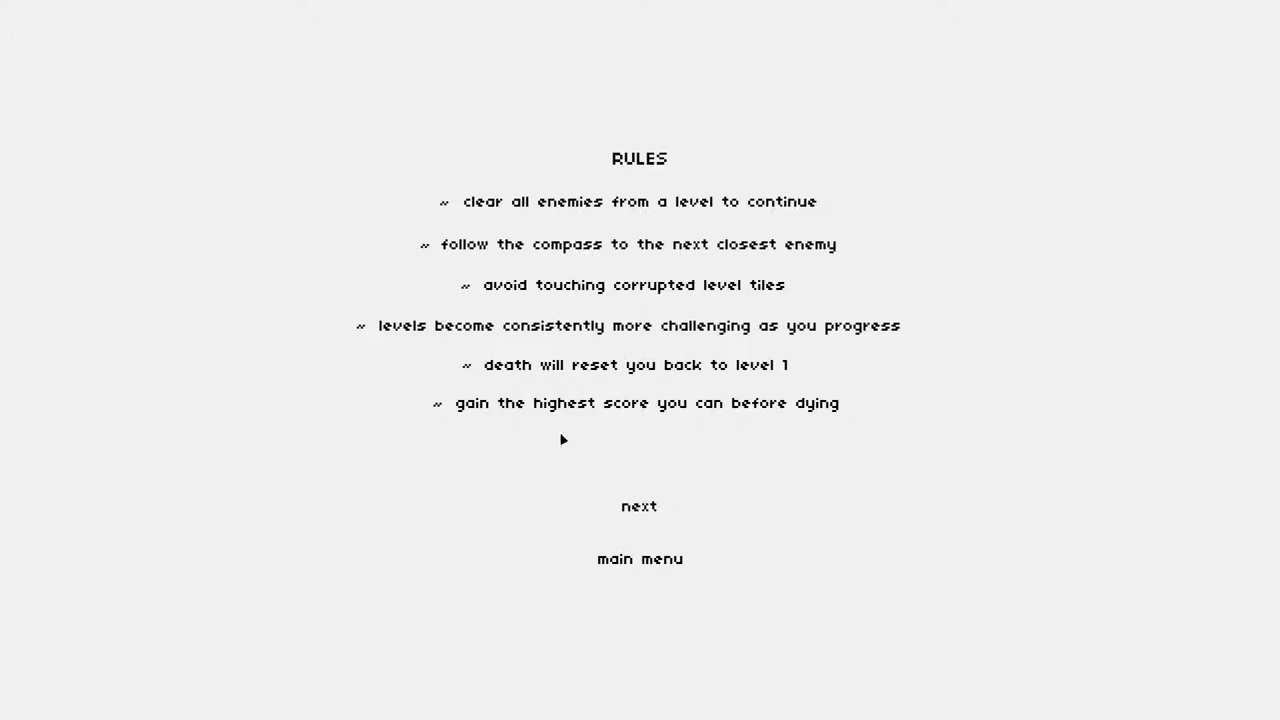 RULES
~ clear all enemies from a level to continue
~ follow the compass to the next closest enemy
~ avoid touching corrupted level tiles
~ levels become consistently more challenging as you progress
~ death will reset you back to level 1
~ gain the highest score you can before dying
next
main menu